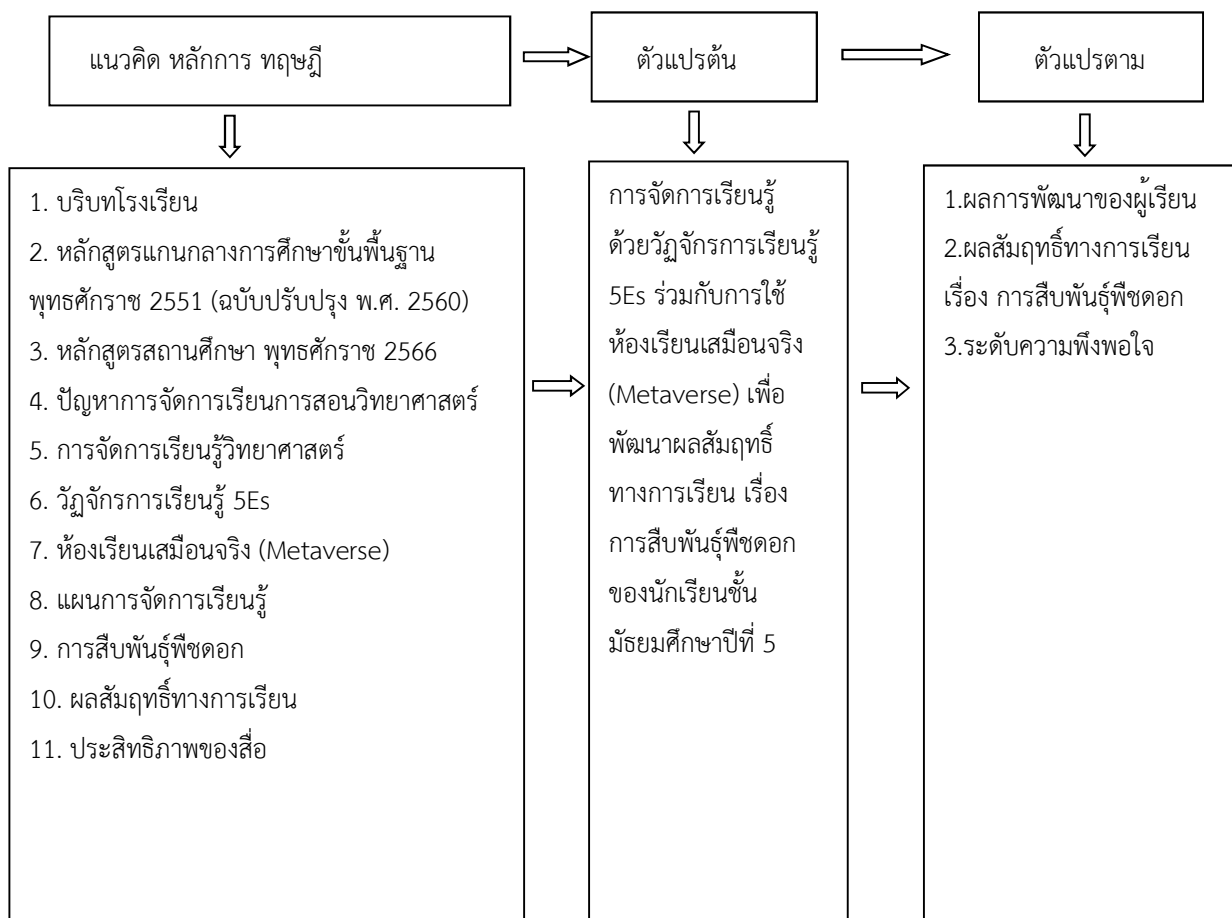 แนวคิด หลักการ ทฤษฎี
ตัวแปรต้น
ตัวแปรตาม
1. บริบทโรงเรียน
2. หลักสูตรแกนกลางการศึกษาขั้นพื้นฐาน
พุทธศักราช 2551 (ฉบับปรับปรุง พ.ศ. 2560)
3. หลักสูตรสถานศึกษา พุทธศักราช 2566
4. ปัญหาการจัดการเรียนการสอนวิทยาศาสตร์
5. การจัดการเรียนรู้วิทยาศาสตร์
6. วัฏจักรการเรียนรู้ 5Es
7. ห้องเรียนเสมือนจริง (Metaverse)
8. แผนการจัดการเรียนรู้
9. การสืบพันธุ์พืชดอก
10. ผลสัมฤทธิ์ทางการเรียน
11. ประสิทธิภาพของสื่อ
การจัดการเรียนรู้
ด้วยวัฏจักรการเรียนรู้
5Es ร่วมกับการใช้
ห้องเรียนเสมือนจริง
(Metaverse) เพื่อ
พัฒนาผลสัมฤทธิ์
ทางการเรียน เรื่อง
การสืบพันธุ์พืชดอก
ของนักเรียนชั้น
มัธยมศึกษาปีที่ 5
1.ผลการพัฒนาของผู้เรียน
2.ผลสัมฤทธิ์ทางการเรียน
เรื่อง การสืบพันธุ์พืชดอก
3.ระดับความพึงพอใจ